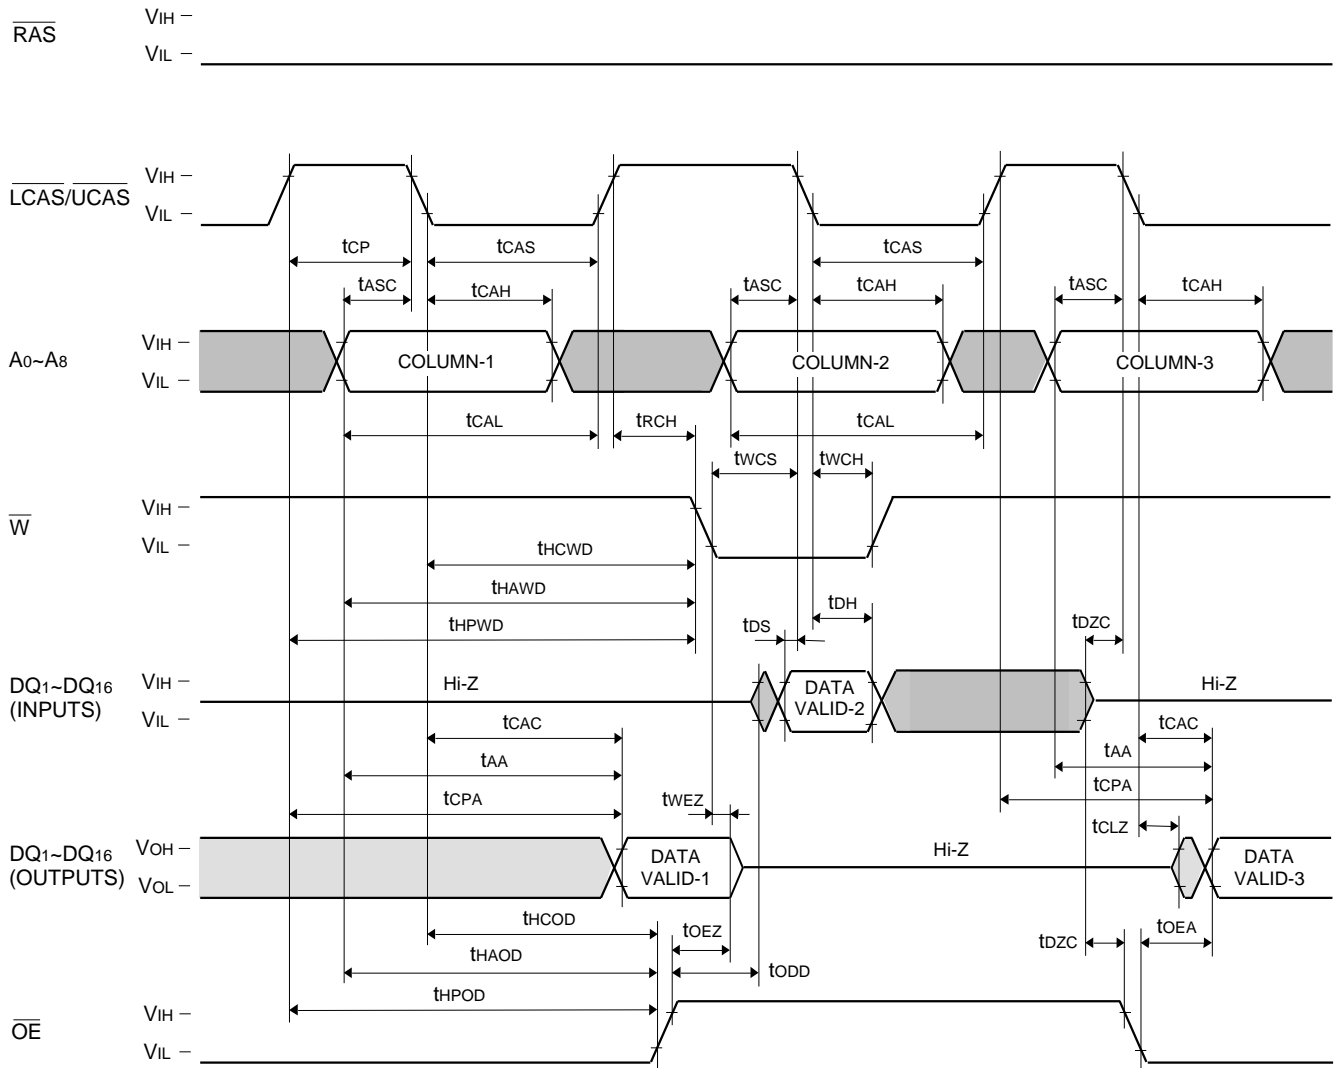 RAS
VIH
VIL
LCAS/UCAS
VIH
VIL
tCP
tCAS
tCAS
tASC
tCAH
tASC
tCAH
tASC
tCAH
A0~A8
VIH
VIL
COLUMN-1
COLUMN-2
COLUMN-3
tCAL
tRCH
tCAL
tWCS
tWCH
W
VIH
VIL
tHCWD
tHAWD
tHPWD
tDS
tDH
tDZC
DQ1~DQ16
(INPUTS)
VIH
VIL
Hi-Z
DATA
VALID-2
Hi-Z
tCAC
tCAC
tAA
tAA
tCPA
tWEZ
tCPA
tCLZ
DQ1~DQ16
(OUTPUTS)
VOH
VOL
DATA
VALID-1
Hi-Z
DATA
VALID-3
tHCOD
tOEZ
tDZC
tOEA
tHAOD
tODD
tHPOD
OE
VIH
VIL